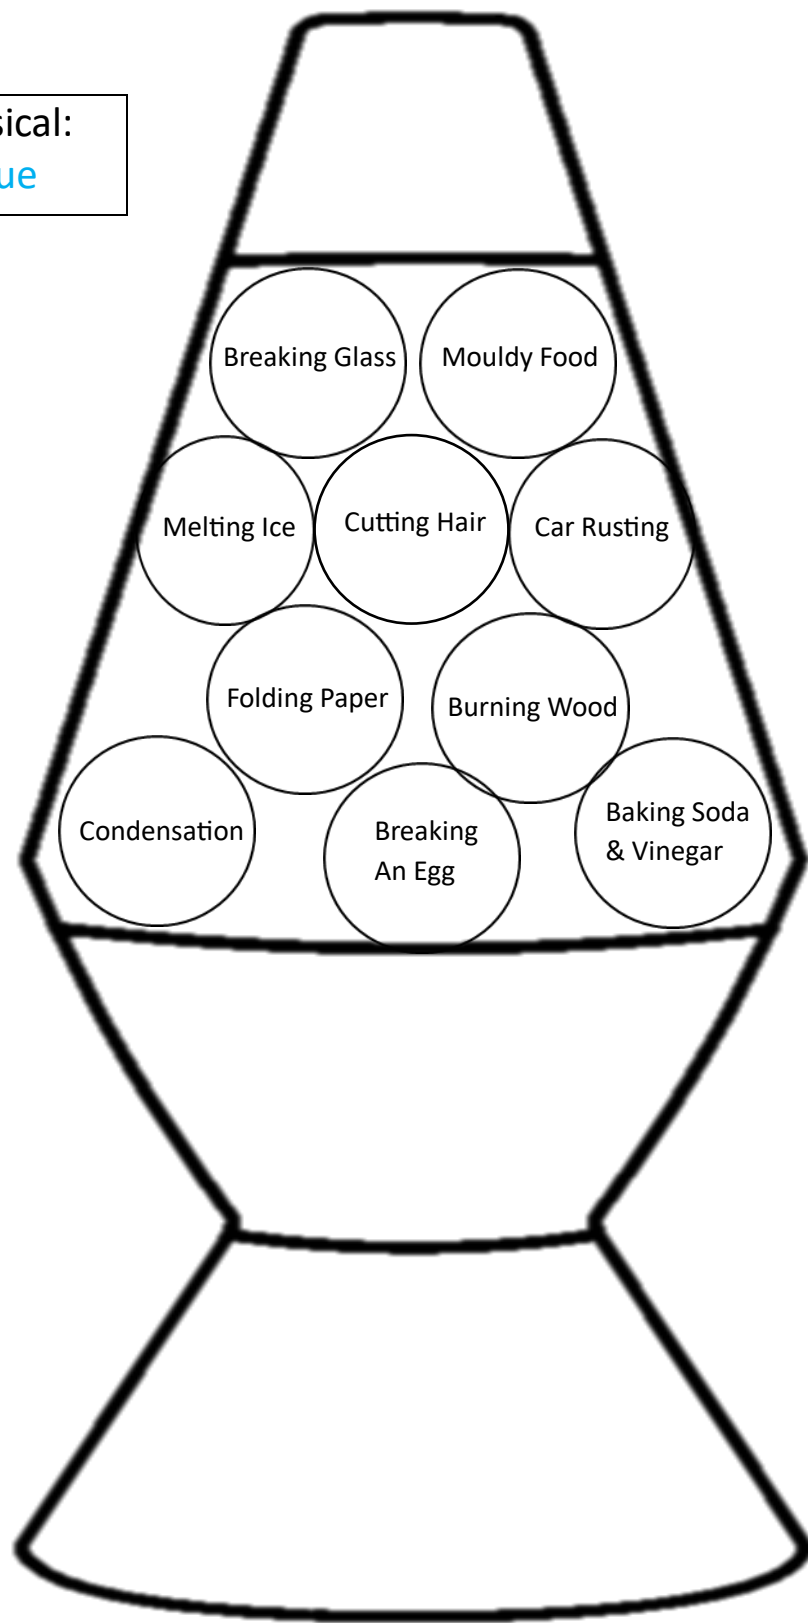 sical:
ue
Breaking Glass
Mouldy Food
Melting Ice
Cutting Hair
Car Rusting
Folding Paper
Burning Wood
Condensation
Breaking
An Egg
Baking Soda
& Vinegar